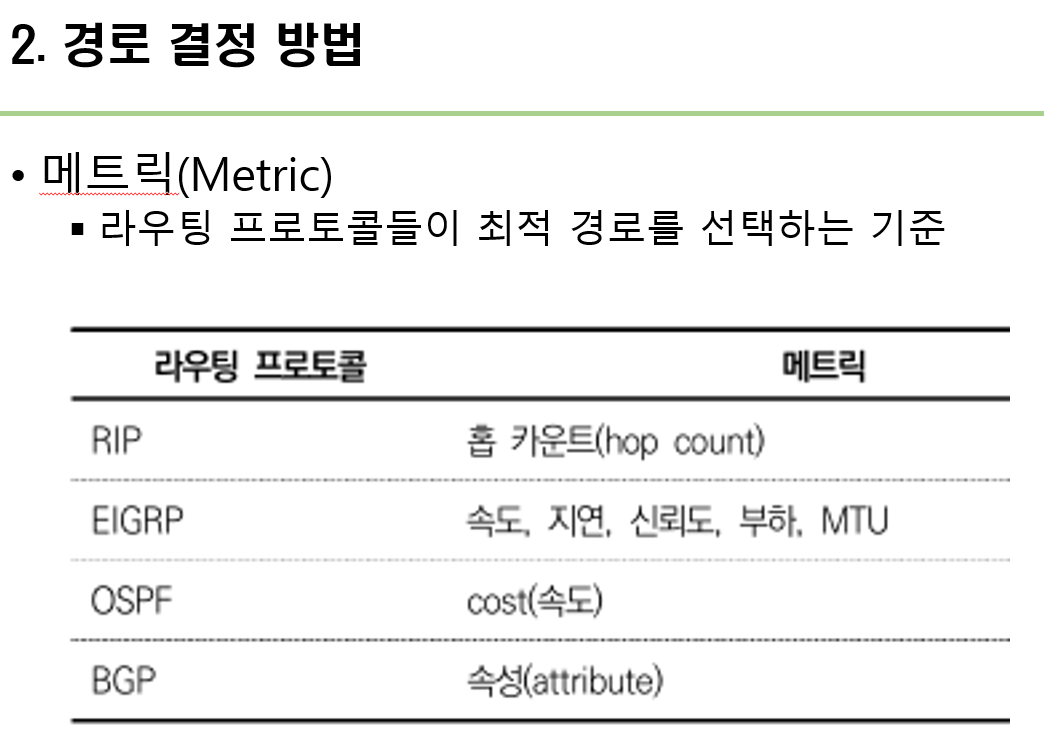 2. 경로 결정 방법
• 메트릭(Metric)
▪ 라우팅 프로토콜들이 최적 경로를 선택하는 기준
라우팅 프로토콜 메트릭
RIP 홉 카운트(hop count)
EIGRP 속도, 지연, 신뢰도, 부하, MTU
OSPF cost(속도)
BGP 속성(attribute)